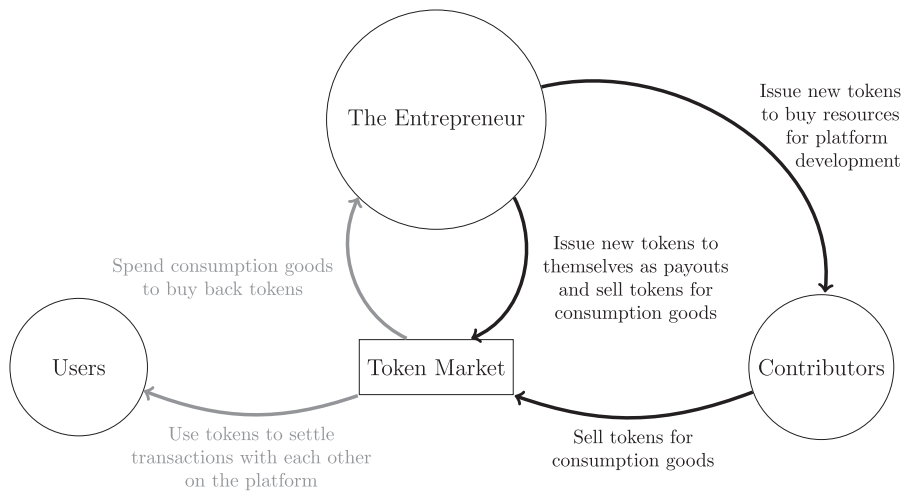 The Entrepreneur
Issue new tokens
to buy resources
for platform
development
Spend consumption goods
to buy back tokens
Issue new tokens to
themselves as payouts
and sell tokens for
consumption goods
Users
Token Market
Contributors
Use tokens to settle
transactions with each other
on the platform
Sell tokens for
consumption goods